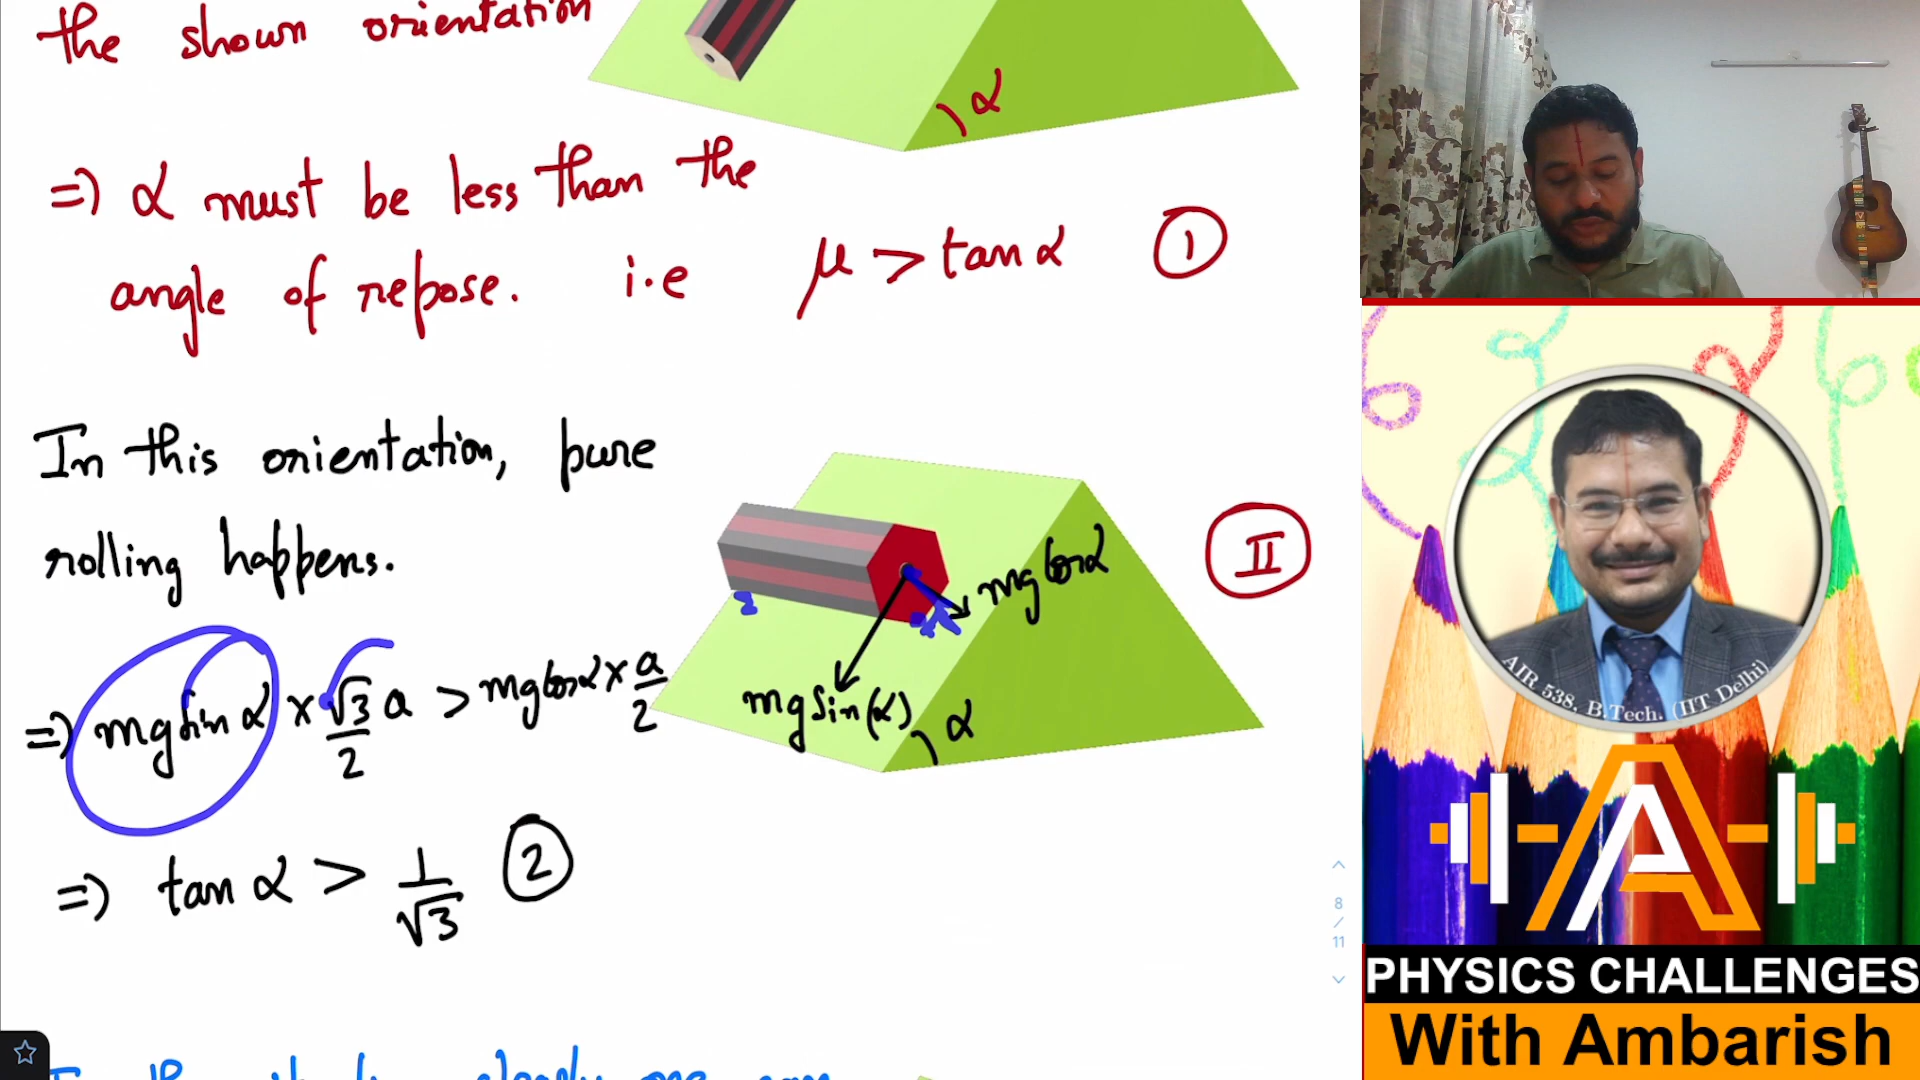 the shown orientation
α
=) α must be less than the
angle of repose. i.e μ > tan α ①
In this orientation, pure
rolling happens.
II
mg cosα
=) mg sin α × √3/2 a > mg cosα × a/2
mg sin(α)
α
=) tan α > 1/√3 ②
8
/
11
AIR 538, B.Tech. (IIT Delhi)
PHYSICS CHALLENGES
With Ambarish